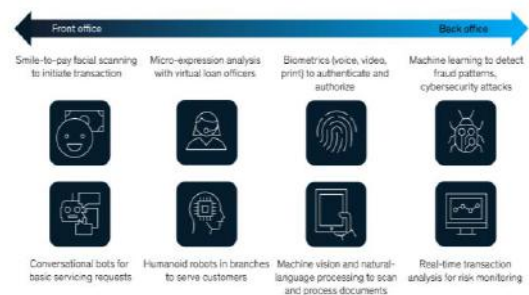 Front office
Back office
Smile-to-pay facial scanning
to initiate transaction
Micro-expression analysis
with virtual loan officers
Biometrics (voice, video,
print) to authenticate and
authorize
Machine learning to detect
fraud patterns,
cybersecurity attacks
Conversational bots for
basic servicing requests
Humanoid robots in branches
to serve customers
Machine vision and natural-
language processing to scan
and process documents
Real-time transaction
analysis for risk monitoring